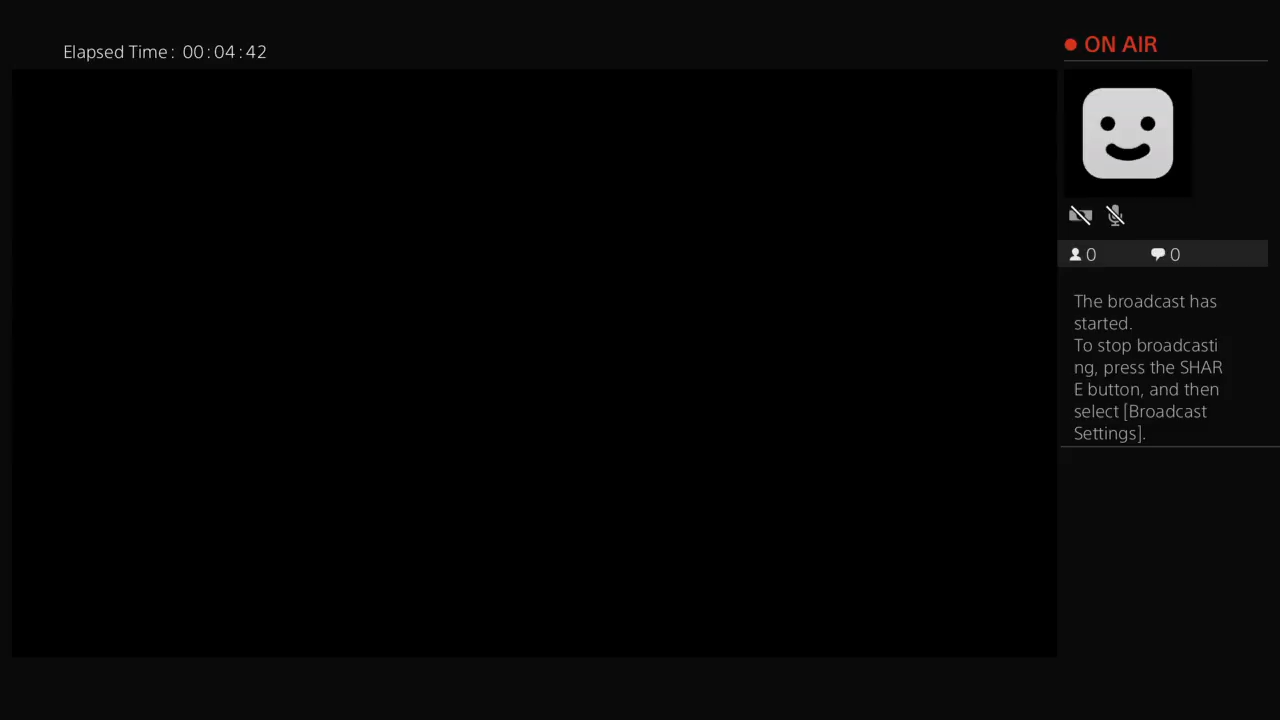 Elapsed Time: 00:04:42
ON AIR
0 0
The broadcast has
started.
To stop broadcasti
ng, press the SHAR
E button, and then
select [Broadcast
Settings].